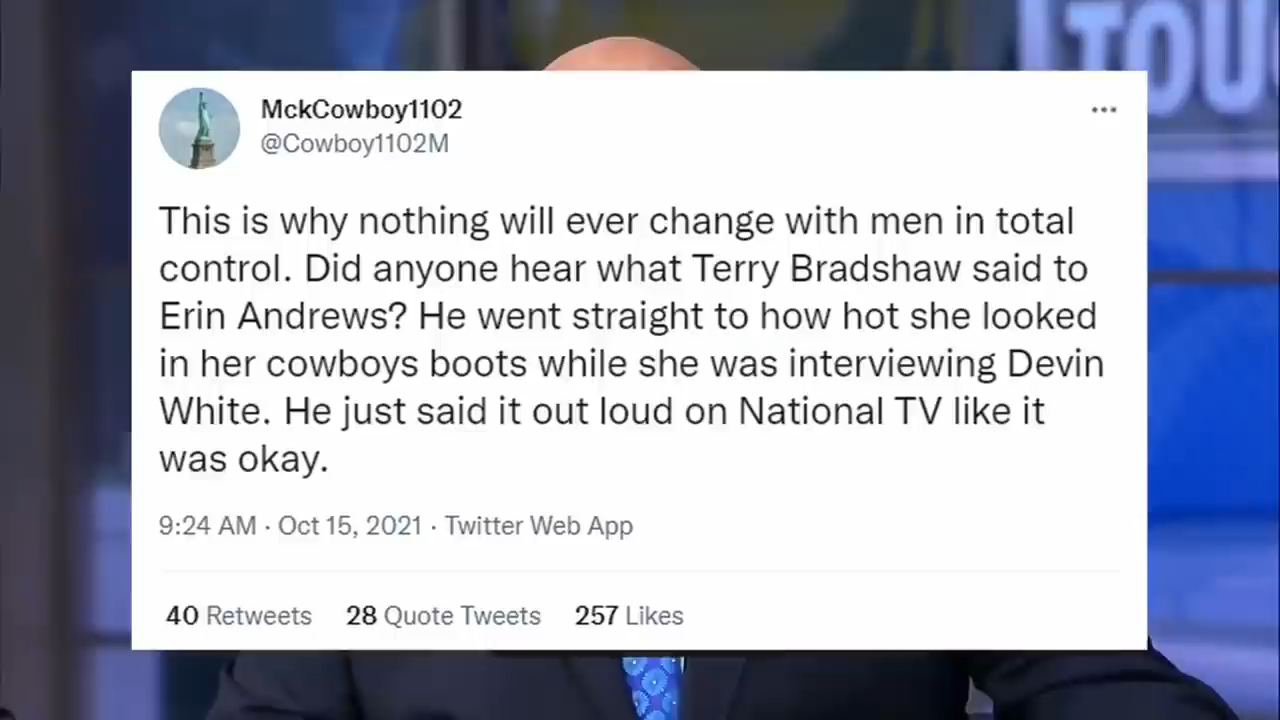 TOU
MckCowboy1102
@Cowboy1102M
This is why nothing will ever change with men in total
control. Did anyone hear what Terry Bradshaw said to
Erin Andrews? He went straight to how hot she looked
in her cowboys boots while she was interviewing Devin
White. He just said it out loud on National TV like it
was okay.
9:24 AM · Oct 15, 2021 · Twitter Web App
40 Retweets 28 Quote Tweets 257 Likes